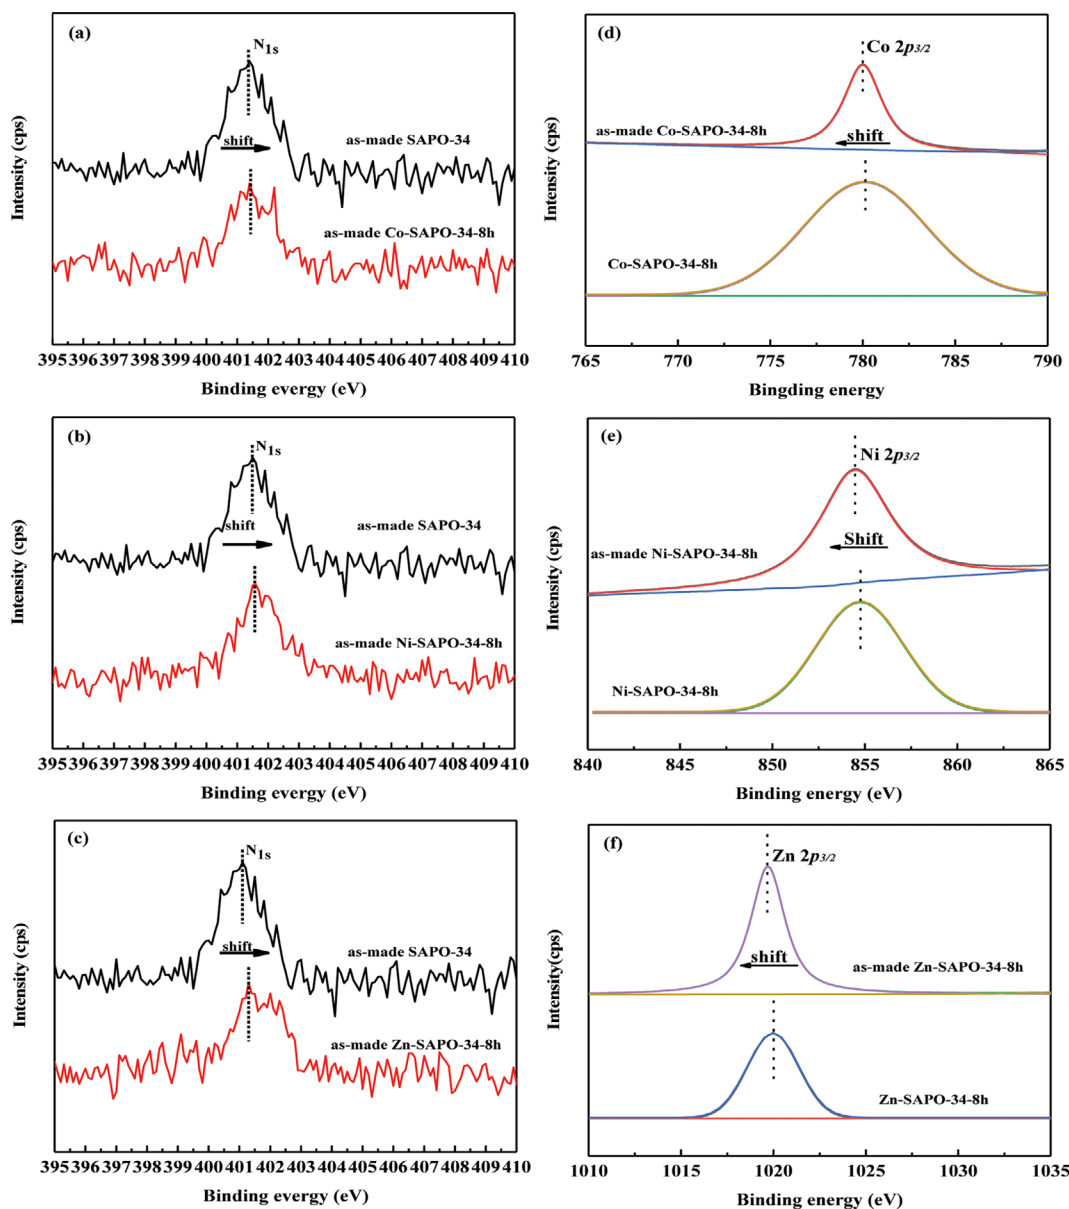 (a)
N1s
shift
as-made SAPO-34
as-made Co-SAPO-34-8h
Intensity (cps)
395 396 397 398 399 400 401 402 403 404 405 406 407 408 409 410
Binding evergy (eV)
(d)
Co 2p3/2
as-made Co-SAPO-34-8h
shift
Co-SAPO-34-8h
Intensity (cps)
765 770 775 780 785 790
Bingding energy
(b)
N1s
shift
as-made SAPO-34
as-made Ni-SAPO-34-8h
Intensity (cps)
395 396 397 398 399 400 401 402 403 404 405 406 407 408 409 410
Binding evergy (eV)
(e)
Ni 2p3/2
as-made Ni-SAPO-34-8h
Shift
Ni-SAPO-34-8h
Intensity (cps)
840 845 850 855 860 865
Binding energy (eV)
(c)
N1s
shift
as-made SAPO-34
as-made Zn-SAPO-34-8h
Intensity (cps)
395 396 397 398 399 400 401 402 403 404 405 406 407 408 409 410
Binding evergy (eV)
(f)
Zn 2p3/2
shift
as-made Zn-SAPO-34-8h
Zn-SAPO-34-8h
Intensity(cps)
1010 1015 1020 1025 1030 1035
Binding energy (eV)